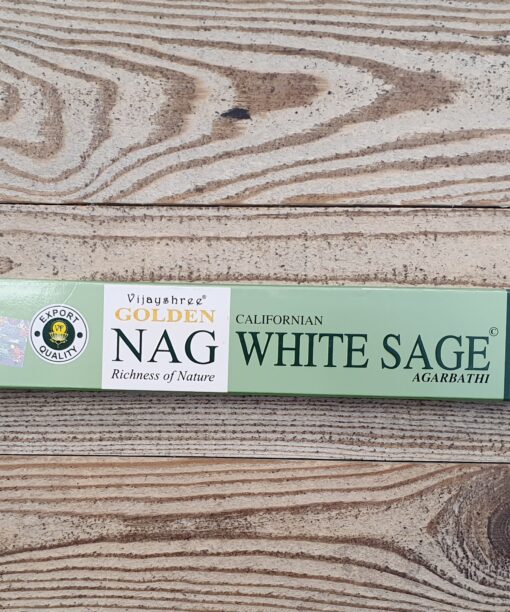 EXPORT
QUALITY
Vijayshree®
GOLDEN
NAG
Richness of Nature
CALIFORNIAN
WHITE SAGE©
AGARBATHI